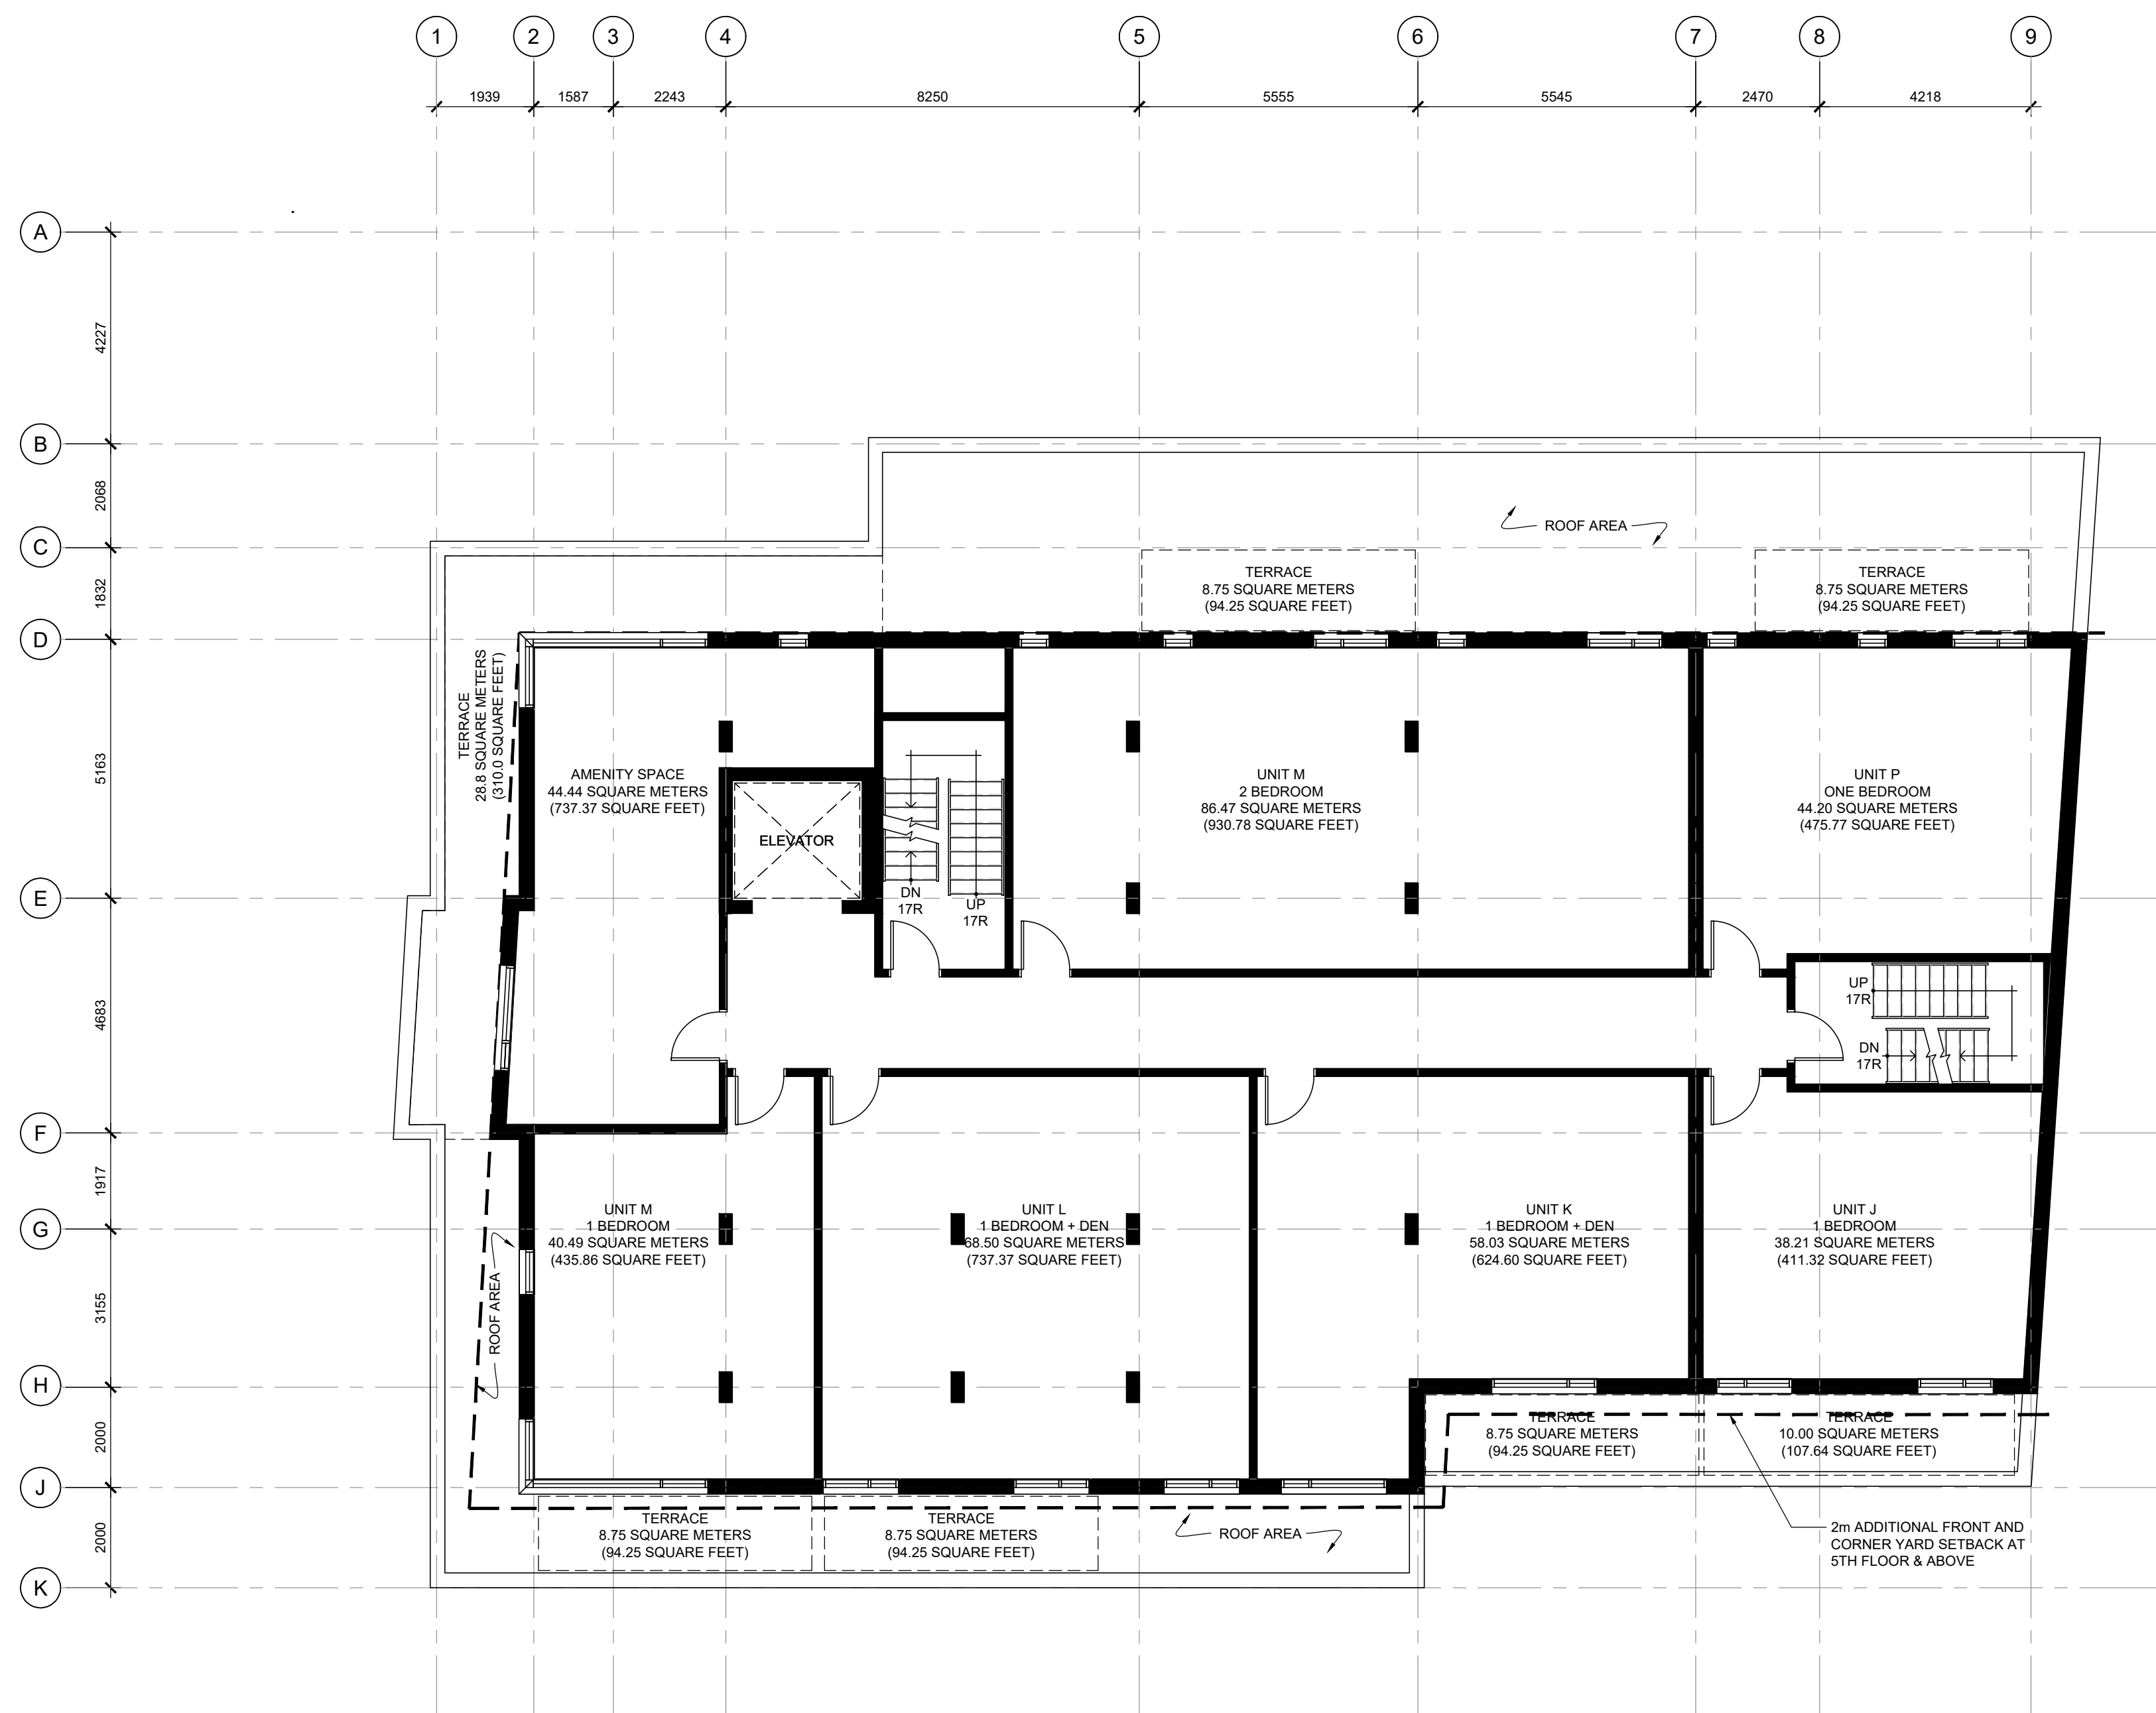 1 2 3 4 5 6 7 8 9
1939 1587 2243 8250 5555 5545 2470 4218
A
4227
B
2068
C
1832
D
5163
E
4683
F
1917
G
3155
H
2000
J
2000
K
ROOF AREA
TERRACE
8.75 SQUARE METERS
(94.25 SQUARE FEET)
TERRACE
8.75 SQUARE METERS
(94.25 SQUARE FEET)
TERRACE
28.8 SQUARE METERS
(310.0 SQUARE FEET)
AMENITY SPACE
44.44 SQUARE METERS
(737.37 SQUARE FEET)
ELEVATOR
DN
17R
UP
17R
UNIT M
2 BEDROOM
86.47 SQUARE METERS
(930.78 SQUARE FEET)
UNIT P
ONE BEDROOM
44.20 SQUARE METERS
(475.77 SQUARE FEET)
UP
17R
DN
17R
UNIT M
1 BEDROOM
40.49 SQUARE METERS
(435.86 SQUARE FEET)
UNIT L
1 BEDROOM + DEN
68.50 SQUARE METERS
(737.37 SQUARE FEET)
UNIT K
1 BEDROOM + DEN
58.03 SQUARE METERS
(624.60 SQUARE FEET)
UNIT J
1 BEDROOM
38.21 SQUARE METERS
(411.32 SQUARE FEET)
ROOF AREA
TERRACE
8.75 SQUARE METERS
(94.25 SQUARE FEET)
TERRACE
10.00 SQUARE METERS
(107.64 SQUARE FEET)
TERRACE
8.75 SQUARE METERS
(94.25 SQUARE FEET)
TERRACE
8.75 SQUARE METERS
(94.25 SQUARE FEET)
ROOF AREA
2m ADDITIONAL FRONT AND
CORNER YARD SETBACK AT
5TH FLOOR & ABOVE